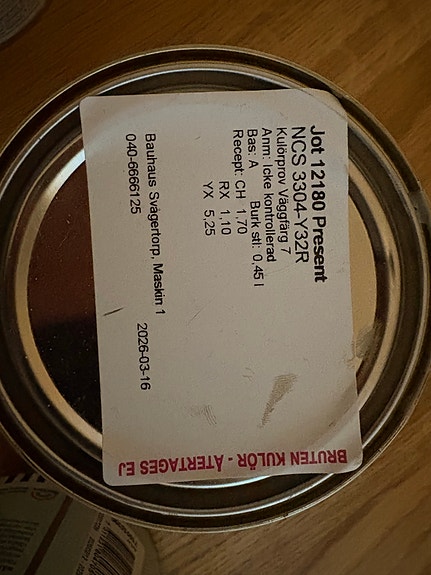 Jot 12180 Present
NCS 3304-Y32R
Kulörprov Väggfärg 7
Anm: Icke kontrollerad
Bas: A Burk stl: 0,45 l
Recept: CH 1,70
RX 1,10
YX 5,25
Bauhaus Svågertorp, Maskin 1 2026-03-16
040-6666125
BRUTEN KULÖR - ÅTERTAGES EJ